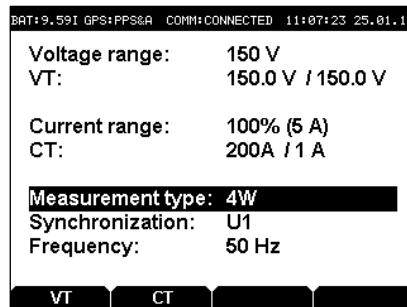 BAT:9.59I GPS:PPS&A COMM:CONNECTED 11:07:23 25.01.1
Voltage range: 150 V
VT: 150.0 V / 150.0 V
Current range: 100% (5 A)
CT: 200A / 1 A
Measurement type: 4W
Synchronization: U1
Frequency: 50 Hz
VT CT